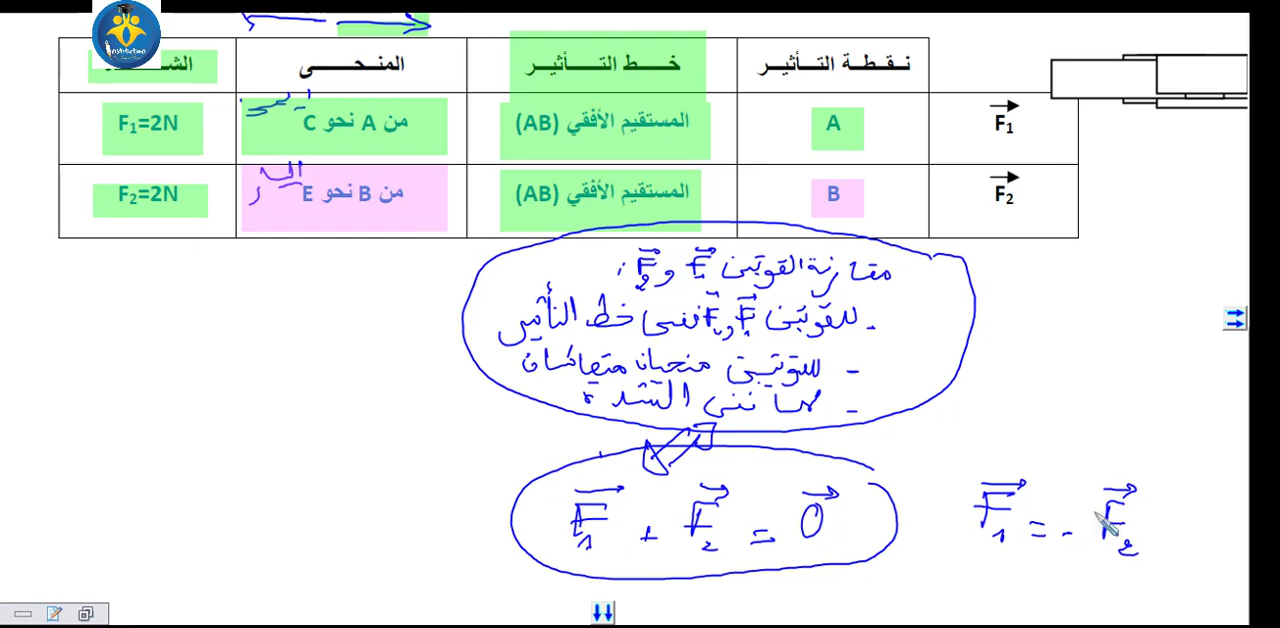 نقطة التأثير خط التأثير المنحى الش
F1 A المستقيم الأفقي (AB) من A نحو C F1=2N
F2 B المستقيم الأفقي (AB) من B نحو E F2=2N
مقارنة القوتين F1 و F2 :
- للقوتين F1 و F2 نفس خط التأثير
- للقوتين منحيان متعاكسان
- لهما نفس الشدة
F1 + F2 = 0
F1 = - F2